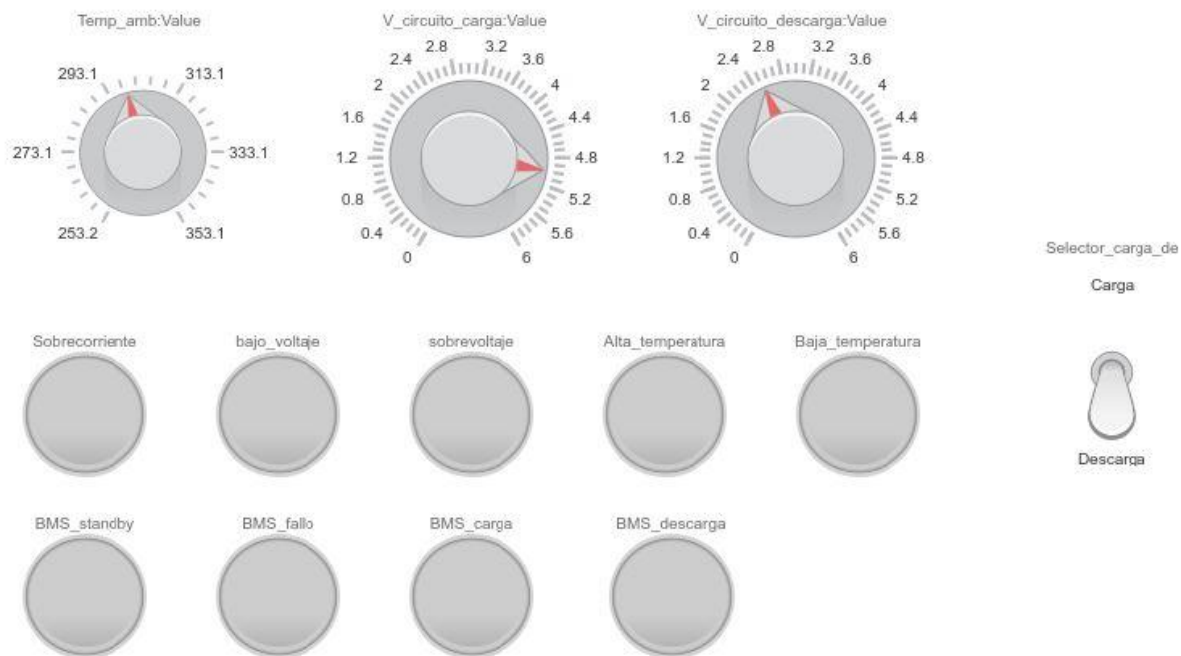 Temp_amb:Value
V_circuito_carga:Value
V_circuito_descarga:Value
253.2
273.1
293.1
313.1
333.1
353.1
0
0.4
0.8
1.2
1.6
2
2.4
2.8
3.2
3.6
4
4.4
4.8
5.2
5.6
6
0
0.4
0.8
1.2
1.6
2
2.4
2.8
3.2
3.6
4
4.4
4.8
5.2
5.6
6
Selector_carga_de
Carga
Descarga
Sobrecorriente
bajo_voltaje
sobrevoltaje
Alta_temperatura
Baja_temperatura
BMS_standby
BMS_fallo
BMS_carga
BMS_descarga